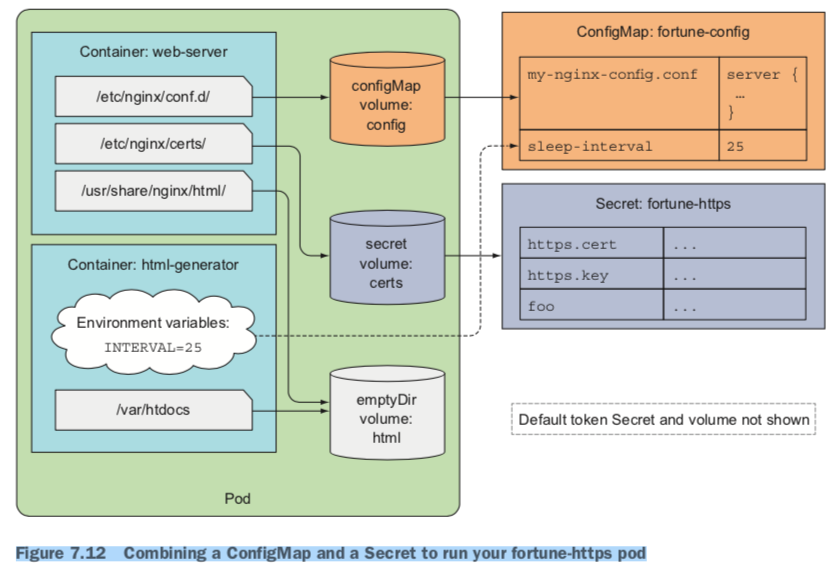 Container: web-server
/etc/nginx/conf.d/
/etc/nginx/certs/
/usr/share/nginx/html/
Container: html-generator
Environment variables:
INTERVAL=25
/var/htdocs
configMap
volume:
config
secret
volume:
certs
emptyDir
volume:
html
Pod
ConfigMap: fortune-config
my-nginx-config.conf
server {
…
}
sleep-interval
25
Secret: fortune-https
https.cert
...
https.key
...
foo
...
Default token Secret and volume not shown
Figure 7.12 Combining a ConfigMap and a Secret to run your fortune-https pod